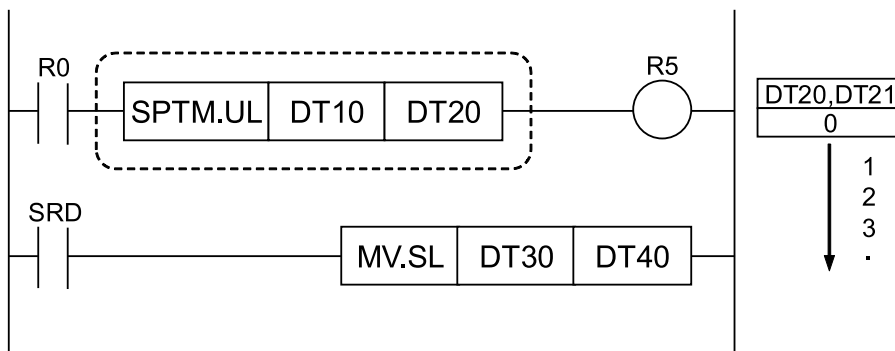 R0
SPTM.UL DT10 DT20
R5
DT20,DT21
0
1
2
3
.
SRD
MV.SL DT30 DT40